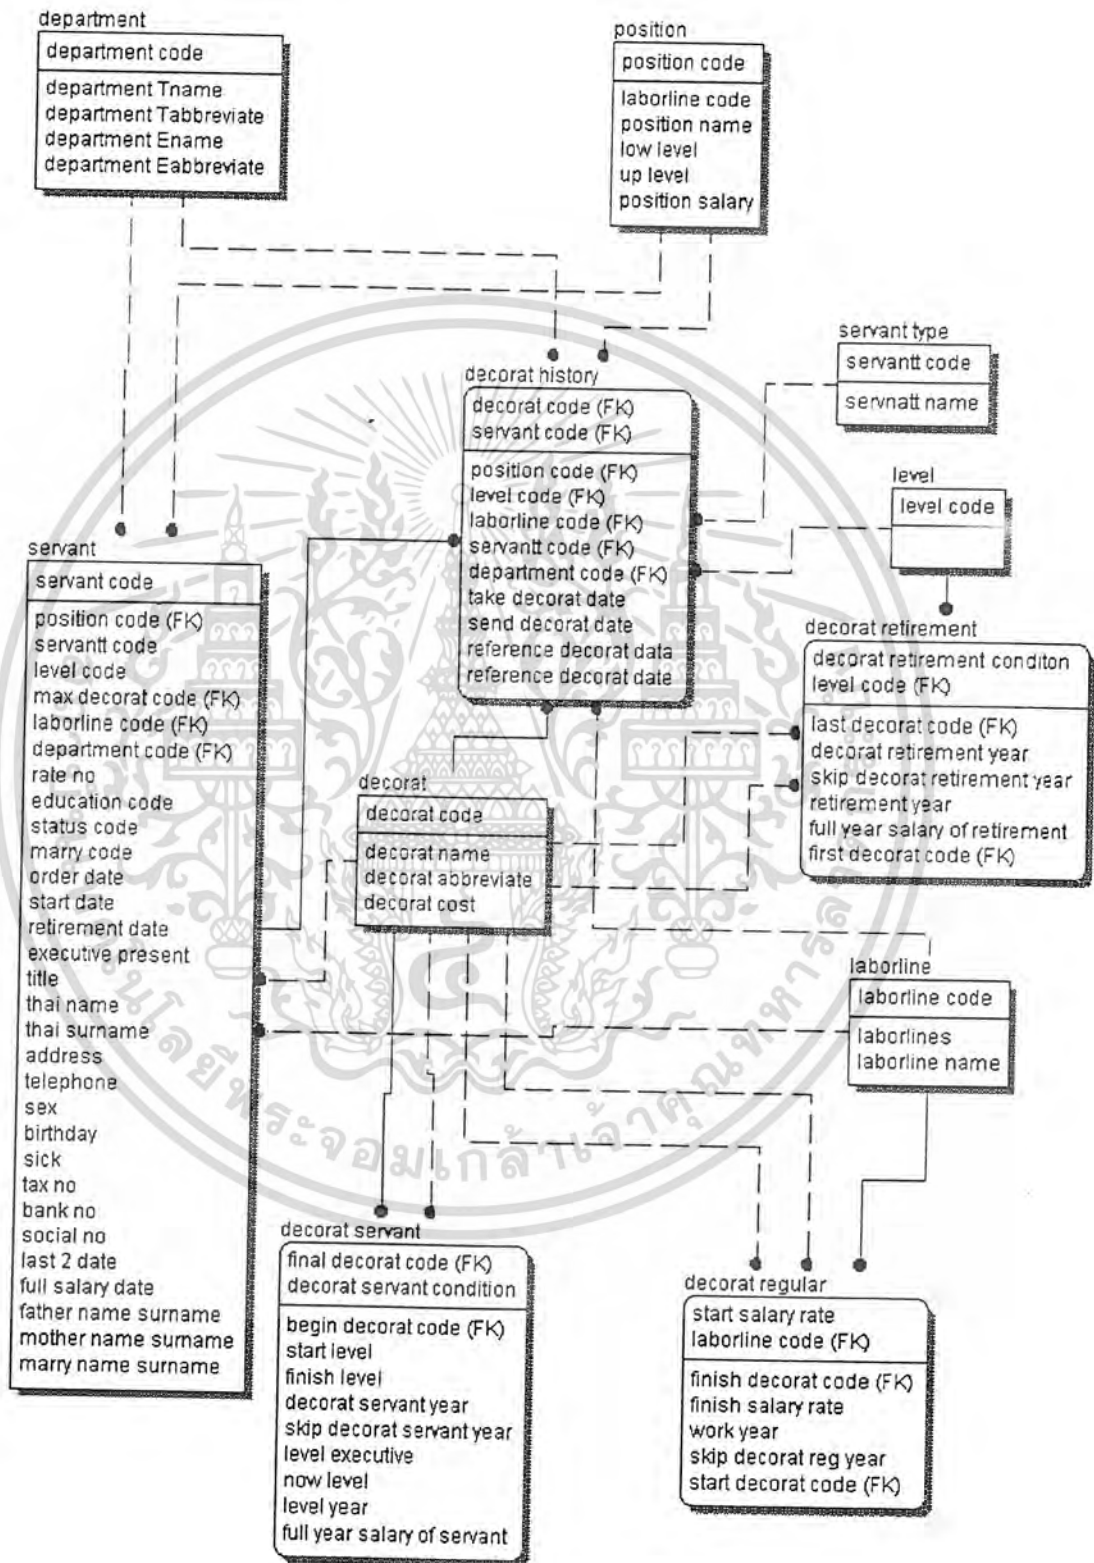 department
department code
department Tname
department Tabbreviate
department Ename
department Eabbreviate
position
position code
laborline code
position name
low level
up level
position salary
servant type
servantt code
servnatt name
decorat history
decorat code (FK)
servant code (FK)
position code (FK)
level code (FK)
laborline code (FK)
servantt code (FK)
department code (FK)
take decorat date
send decorat date
reference decorat data
reference decorat date
level
level code
servant
servant code
position code (FK)
servantt code
level code
max decorat code (FK)
laborline code (FK)
department code (FK)
rate no
education code
status code
marry code
order date
start date
retirement date
executive present
title
thai name
thai surname
address
telephone
sex
birthday
sick
tax no
bank no
social no
last 2 date
full salary date
father name surname
mother name surname
marry name surname
decorat retirement
decorat retirement conditon
level code (FK)
last decorat code (FK)
decorat retirement year
skip decorat retirement year
retirement year
full year salary of retirement
first decorat code (FK)
decorat
decorat code
decorat name
decorat abbreviate
decorat cost
laborline
laborline code
laborlines
laborline name
decorat servant
final decorat code (FK)
decorat servant condition
begin decorat code (FK)
start level
finish level
decorat servant year
skip decorat servant year
level executive
now level
level year
full year salary of servant
decorat regular
start salary rate
laborline code (FK)
finish decorat code (FK)
finish salary rate
work year
skip decorat reg year
start decorat code (FK)